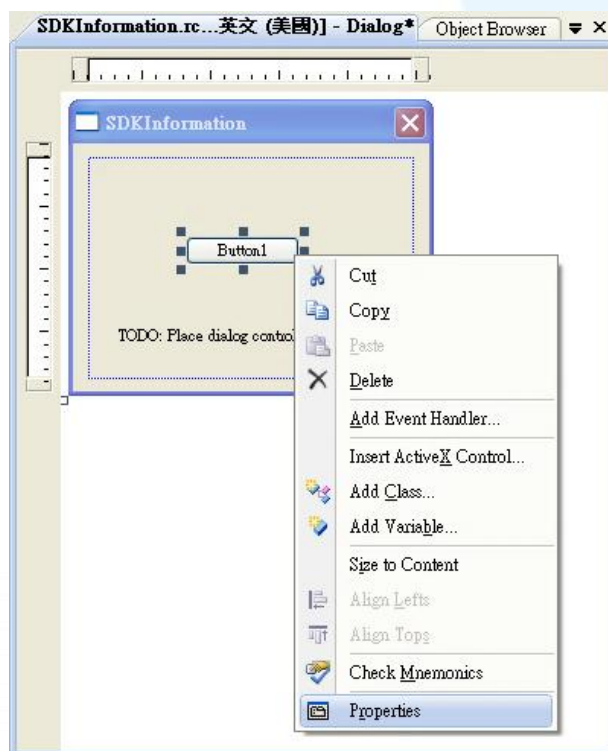 SDKInformation.rc...英文 (美國)] - Dialog* Object Browser
SDKInformation
Button1
TODO: Place dialog control
Cut
Copy
Paste
Delete
Add Event Handler...
Insert ActiveX Control...
Add Class...
Add Variable...
Size to Content
Align Lefts
Align Tops
Check Mnemonics
Properties